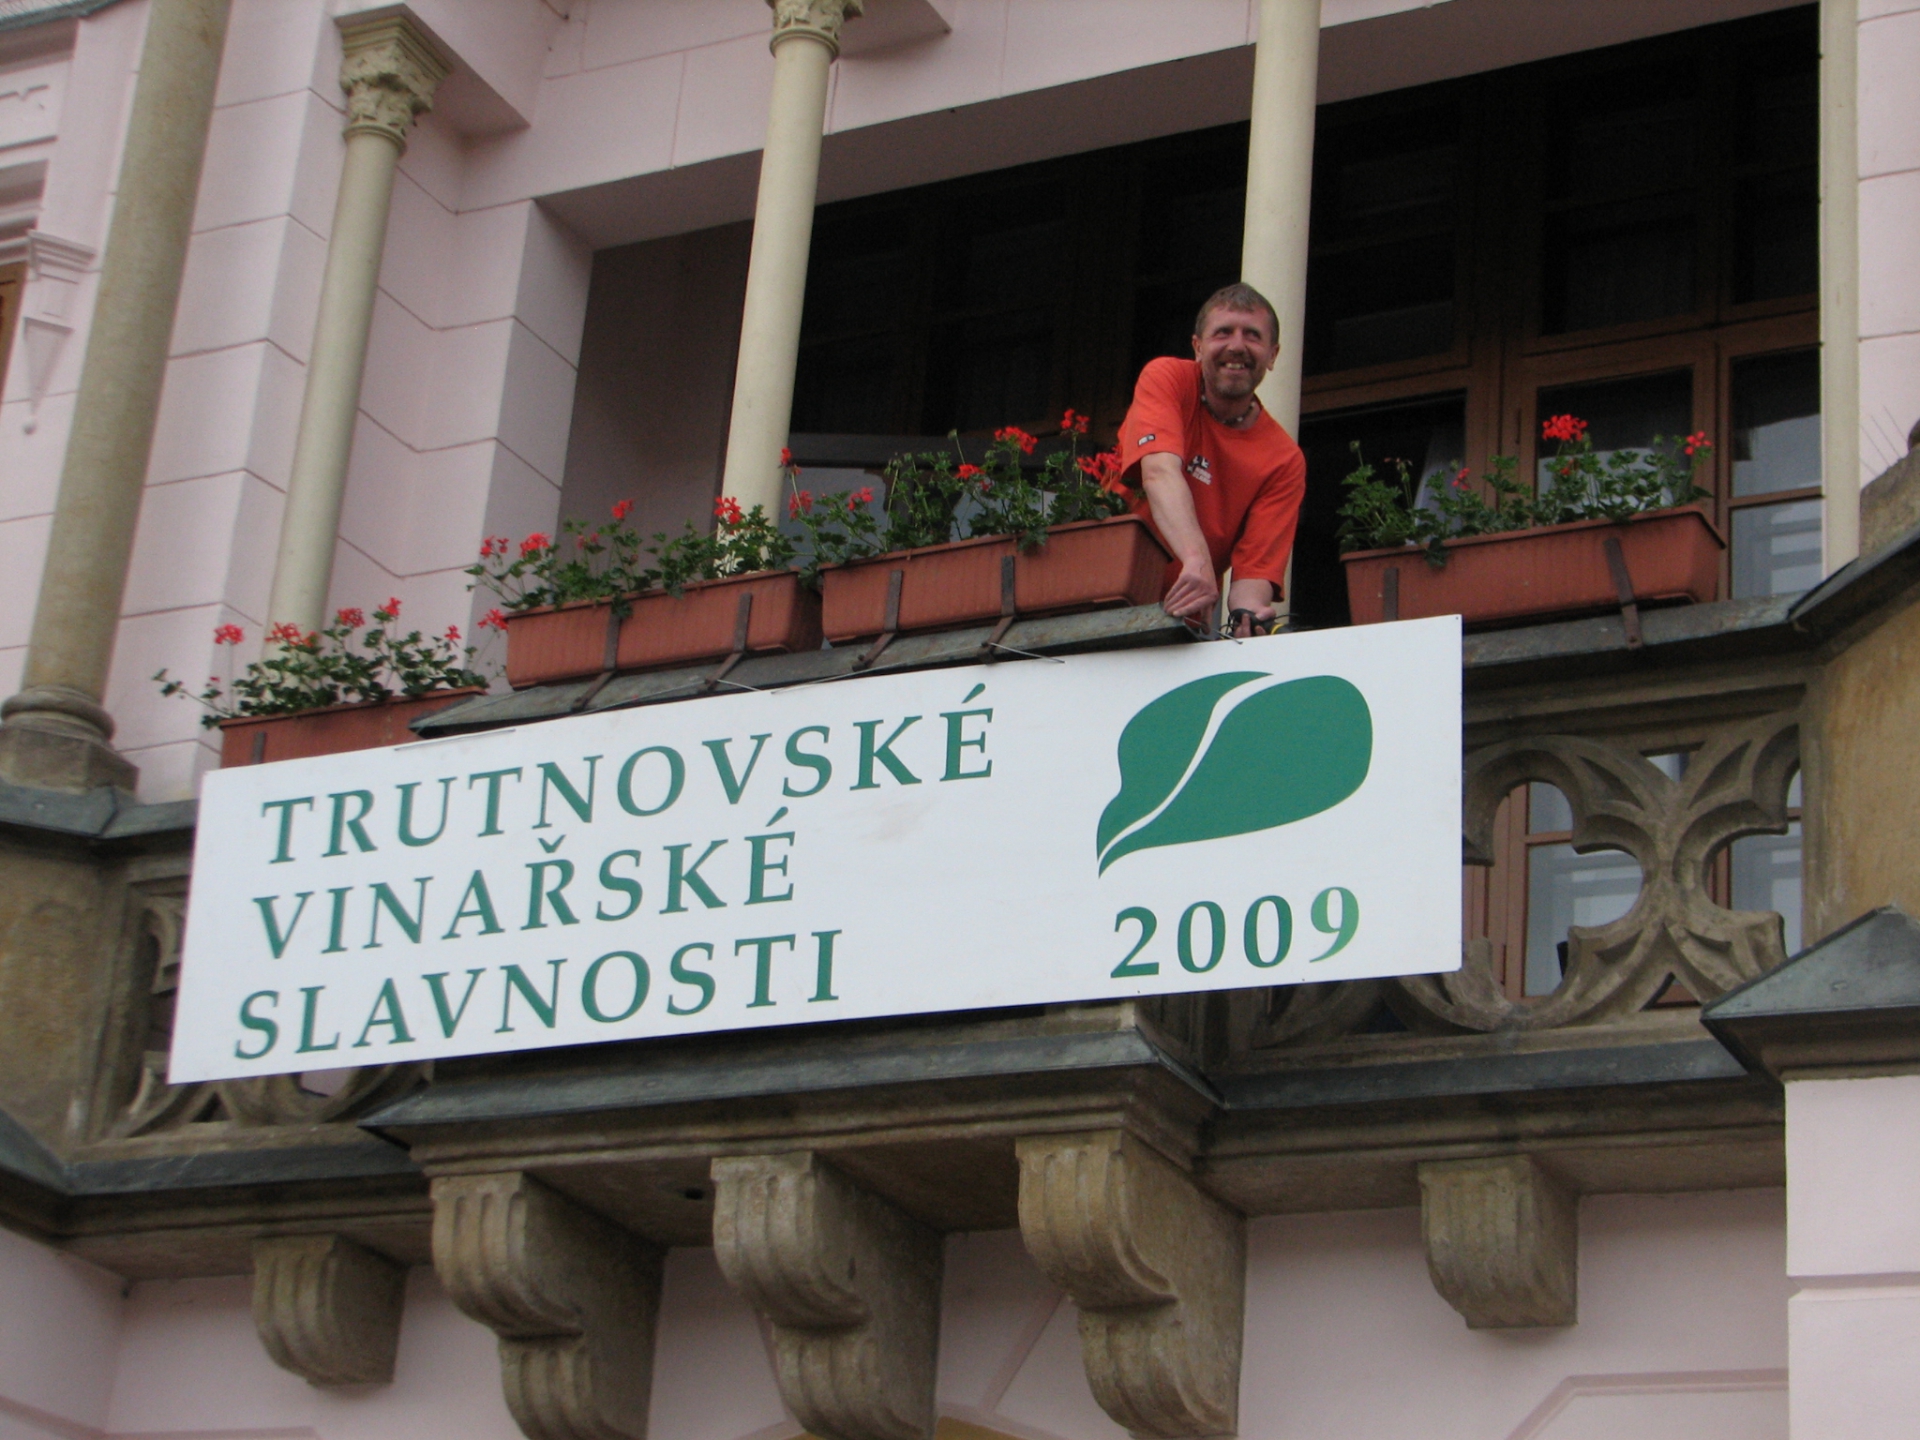 TRUTNOVSKÉ
VINAŘSKÉ
SLAVNOSTI
2009